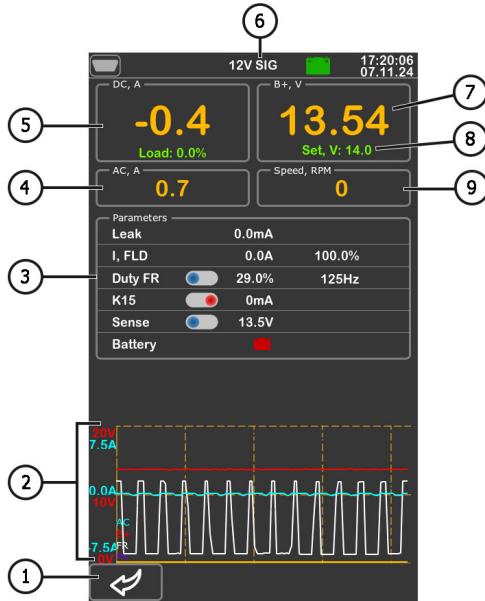 6
12V SIG
17:20:06
07.11.24
DC, A
-0.4
Load: 0.0%
B+, V
13.54
Set, V: 14.0
7
8
5
AC, A
0.7
Speed, RPM
0
4
9
Parameters
Leak 0.0mA
I, FLD 0.0A 100.0%
Duty FR 29.0% 125Hz
K15 0mA
Sense 13.5V
Battery
3
20V
7.5A
0.0A
10V
AC
FR
-7.5A
0V
2
1